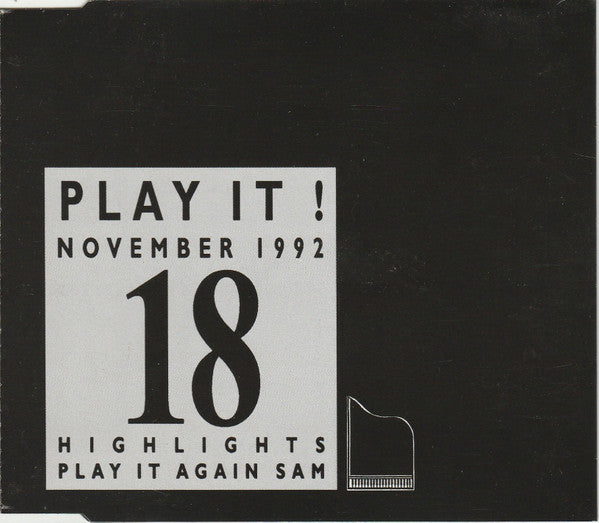 PLAY IT !
NOVEMBER 1992
18
HIGHLIGHTS
PLAY IT AGAIN SAM